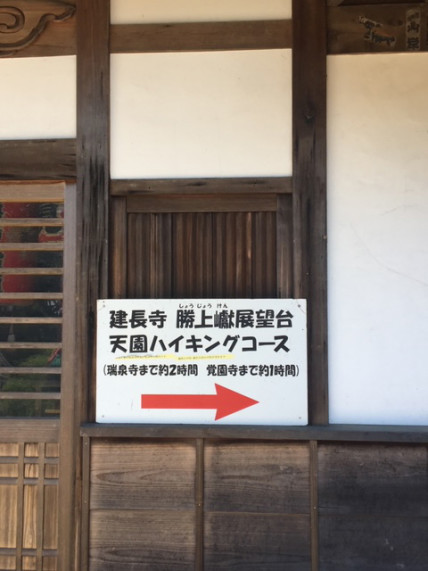 しょう じょう けん
建長寺 勝上巘展望台
天園ハイキングコース
(瑞泉寺まで約2時間 覚園寺まで約1時間)